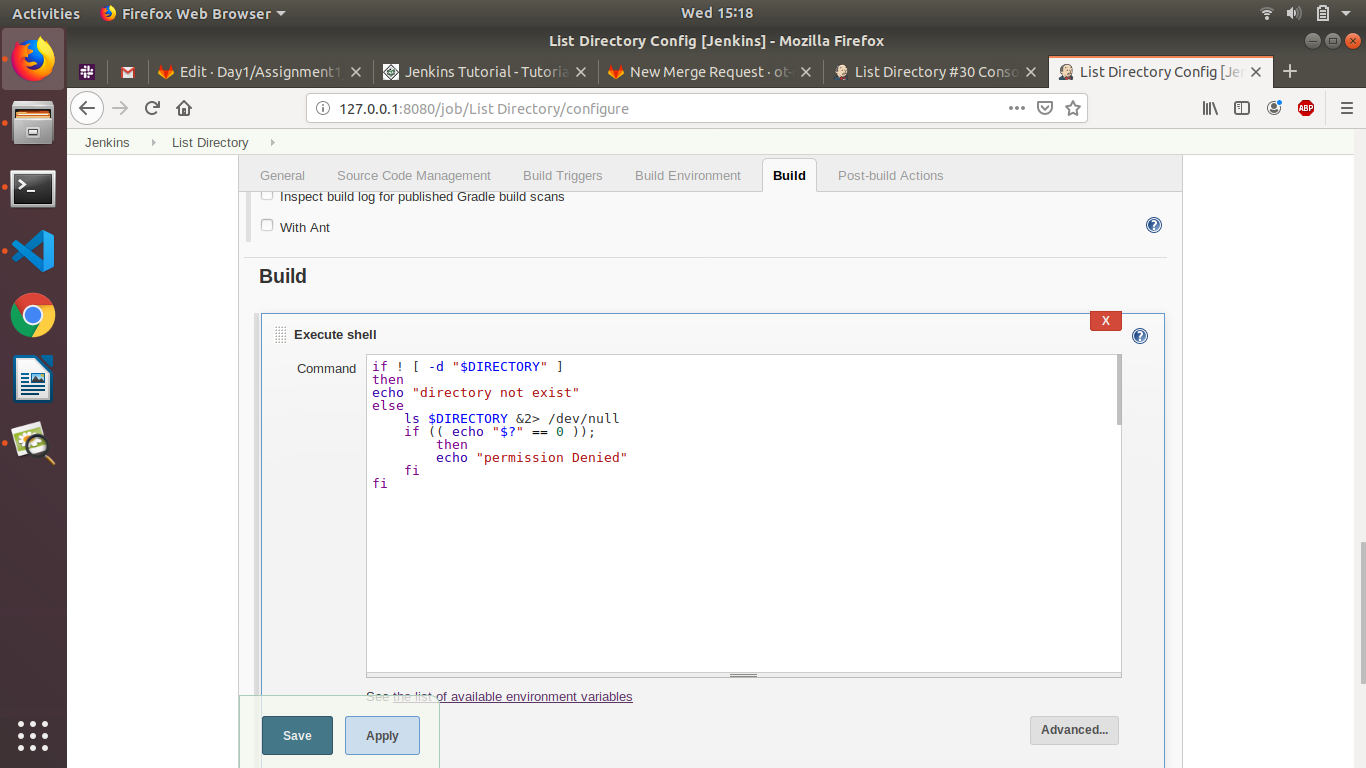 Activities
Firefox Web Browser
Wed 15:18
List Directory Config [Jenkins] - Mozilla Firefox
Edit · Day1/Assignment1
Jenkins Tutorial - Tutoria
New Merge Request · ot-
List Directory #30 Conso
List Directory Config [Jen
127.0.0.1:8080/job/List Directory/configure
ABP
Jenkins
List Directory
General
Source Code Management
Build Triggers
Build Environment
Build
Post-build Actions
Inspect build log for published Gradle build scans
With Ant
Build
X
Execute shell
Command
if ! [ -d "$DIRECTORY" ]
then
echo "directory not exist"
else
    ls $DIRECTORY &2> /dev/null
    if (( echo "$?" == 0 ));
        then
        echo "permission Denied"
    fi
fi
See the list of available environment variables
Save
Apply
Advanced...